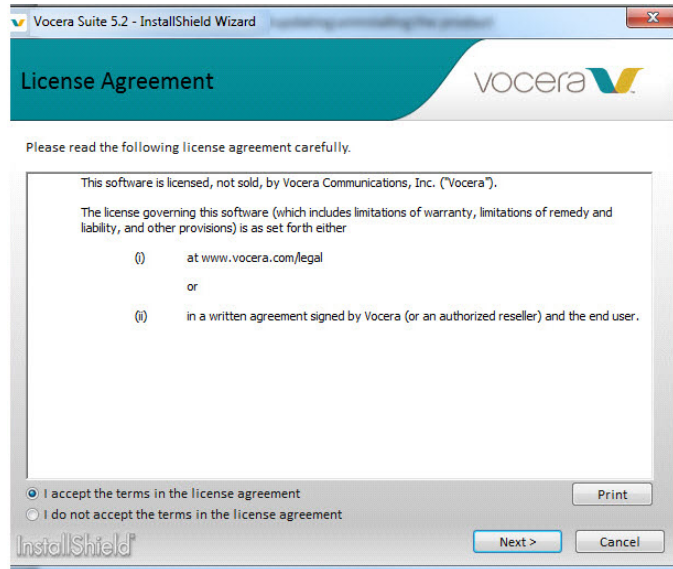 Vocera Suite 5.2 - InstallShield Wizard
License Agreement
vocera
Please read the following license agreement carefully.
This software is licensed, not sold, by Vocera Communications, Inc. ("Vocera").
The license governing this software (which includes limitations of warranty, limitations of remedy and
liability, and other provisions) is as set forth either
(i) at www.vocera.com/legal
or
(ii) in a written agreement signed by Vocera (or an authorized reseller) and the end user.
I accept the terms in the license agreement
Print
I do not accept the terms in the license agreement
InstallShield
Next >
Cancel